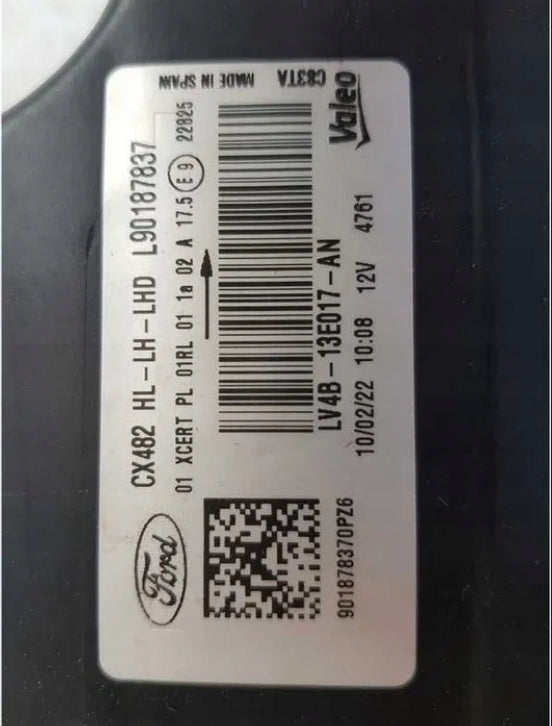 Ford
CX482 HL-LH-LHD L90187837
01 XCERT PL 01RL 01 1a 02 A 17.5 E9 22825
LV4B-13E017-AN
10/02/22 10:08 12V 4761
901878370PZ6
Valeo
C83TA MADE IN SPAIN